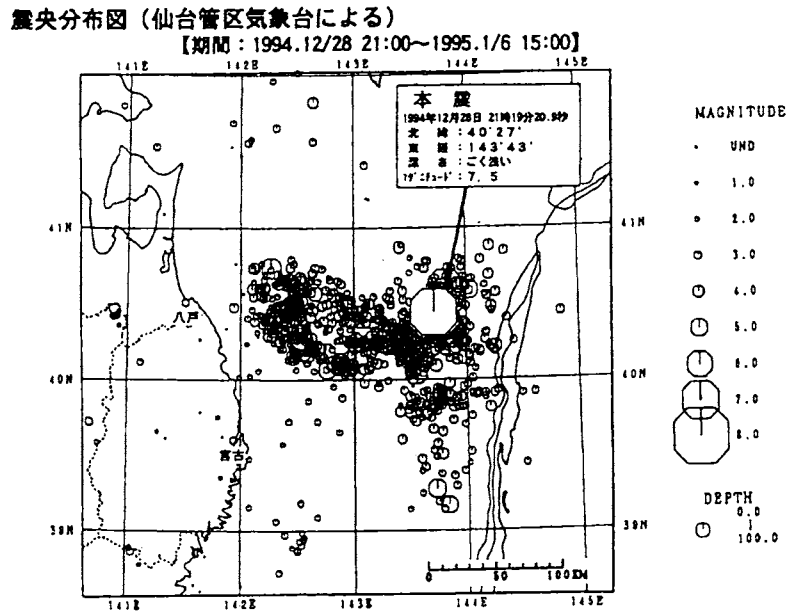 震央分布図(仙台管区気象台による)
【期間：1994.12/28 21:00～1995.1/6 15:00】
141E 142E 143E 144E 145E
本 震
1994年12月28日 21時19分20.9秒
北 緯 : 40°27'
東 経 : 143°43'
深 さ : ごく浅い
マグニチュード : 7.5
MAGNITUDE
UND
1.0
2.0
3.0
4.0
5.0
6.0
7.0
8.0
DEPTH
0.0
100.0
41N 41N
八戸
40N 40N
宮古
39N 39N
0 50 100KM
141E 142E 143E 144E 145E